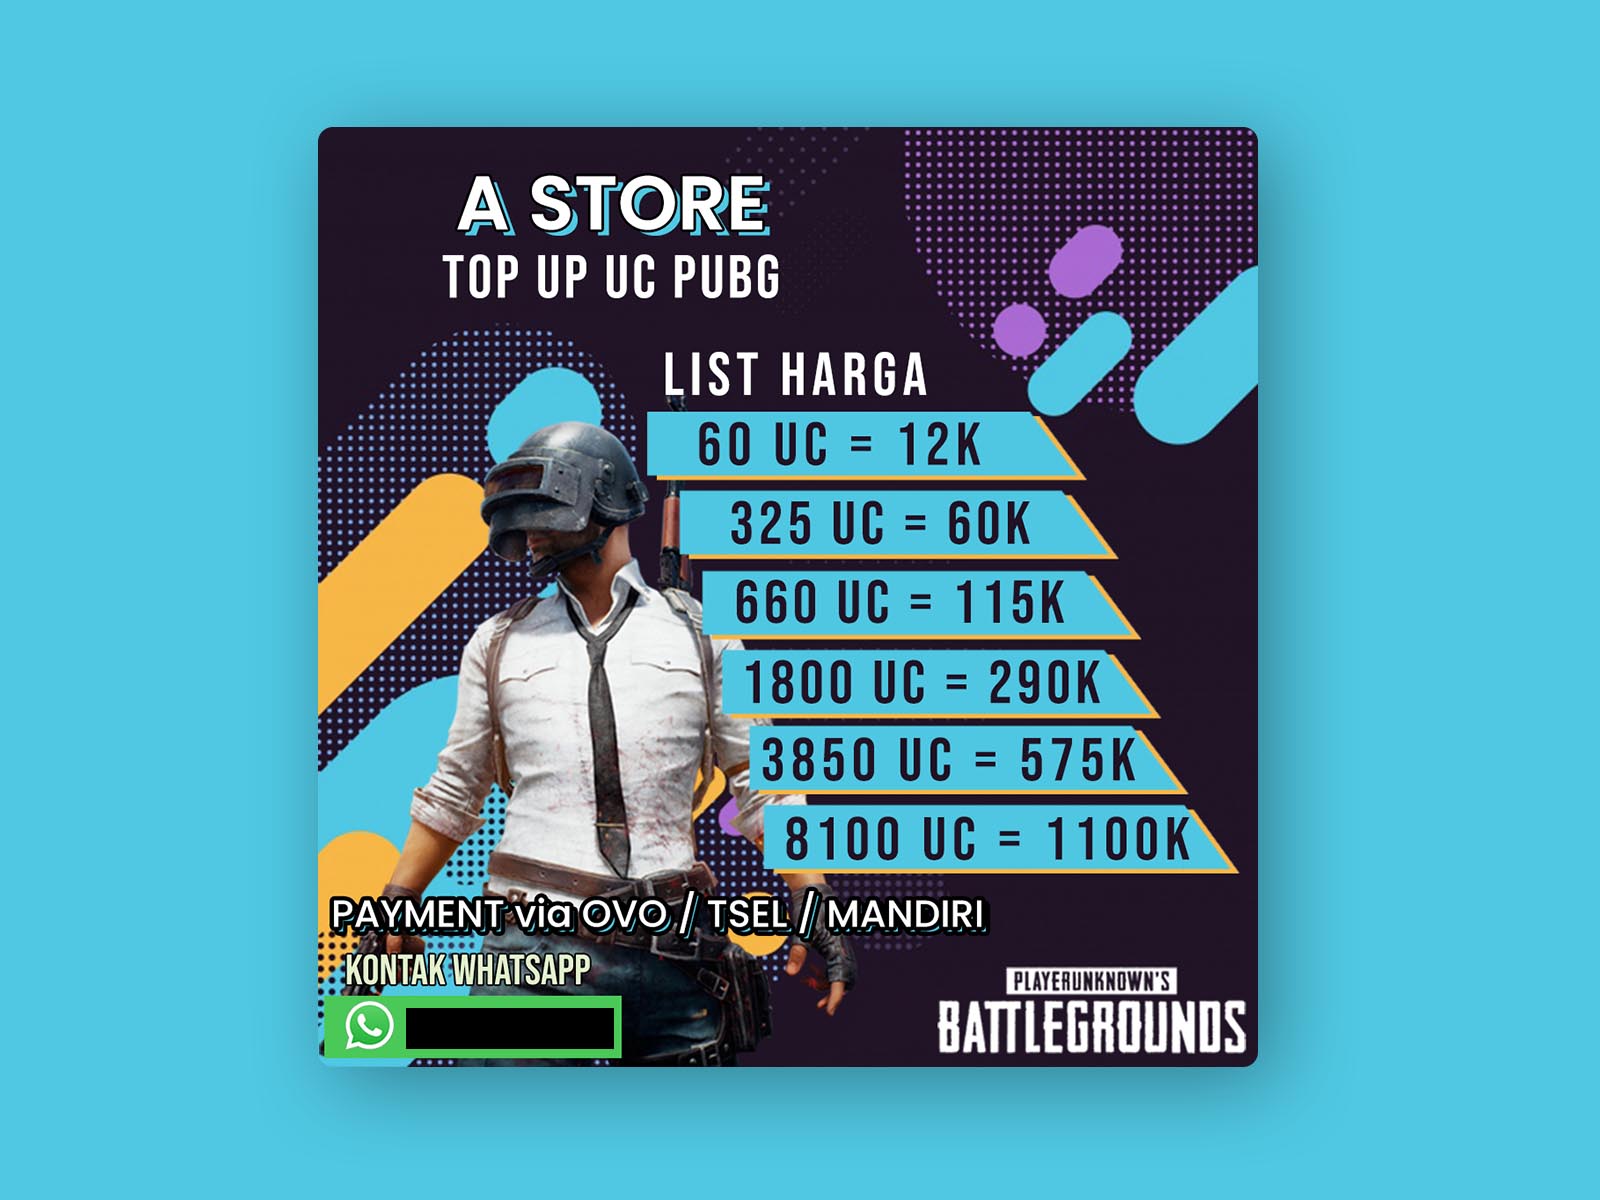 A STORE
TOP UP UC PUBG
LIST HARGA
60 UC = 12K
325 UC = 60K
660 UC = 115K
1800 UC = 290K
3850 UC = 575K
8100 UC = 1100K
PAYMENT via OVO / TSEL / MANDIRI
KONTAK WHATSAPP
PLAYERUNKNOWN'S
BATTLEGROUNDS